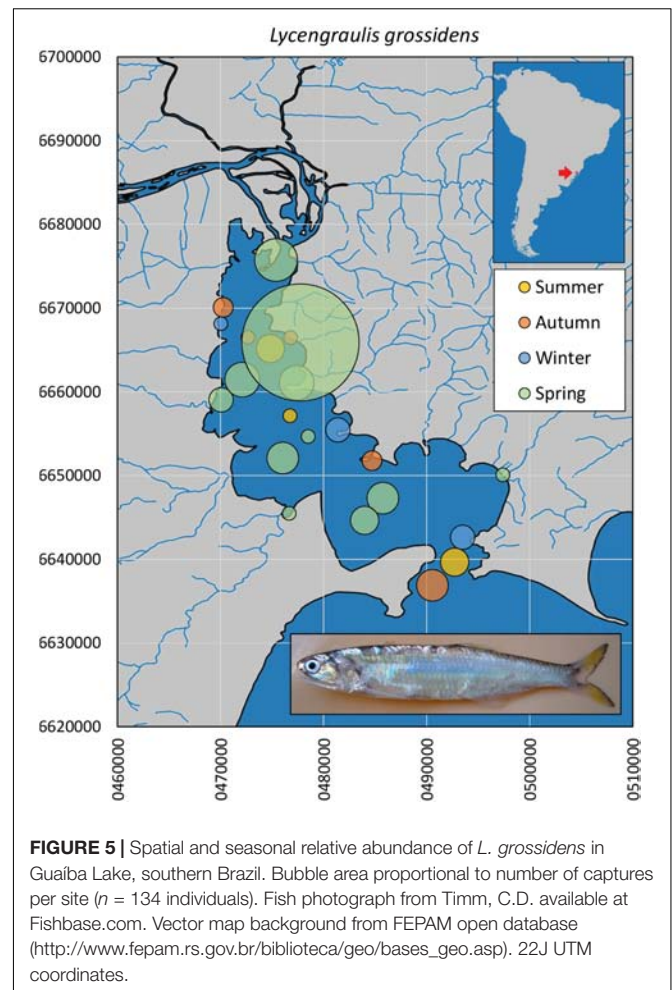 Lycengraulis grossidens
6700000
6690000
6680000
6670000
6660000
6650000
6640000
6630000
6620000
Summer
Autumn
Winter
Spring
0460000
0470000
0480000
0490000
0500000
0510000
FIGURE 5 | Spatial and seasonal relative abundance of L. grossidens in
Guaíba Lake, southern Brazil. Bubble area proportional to number of captures
per site (n = 134 individuals). Fish photograph from Timm, C.D. available at
Fishbase.com. Vector map background from FEPAM open database
(http://www.fepam.rs.gov.br/biblioteca/geo/bases_geo.asp). 22J UTM
coordinates.